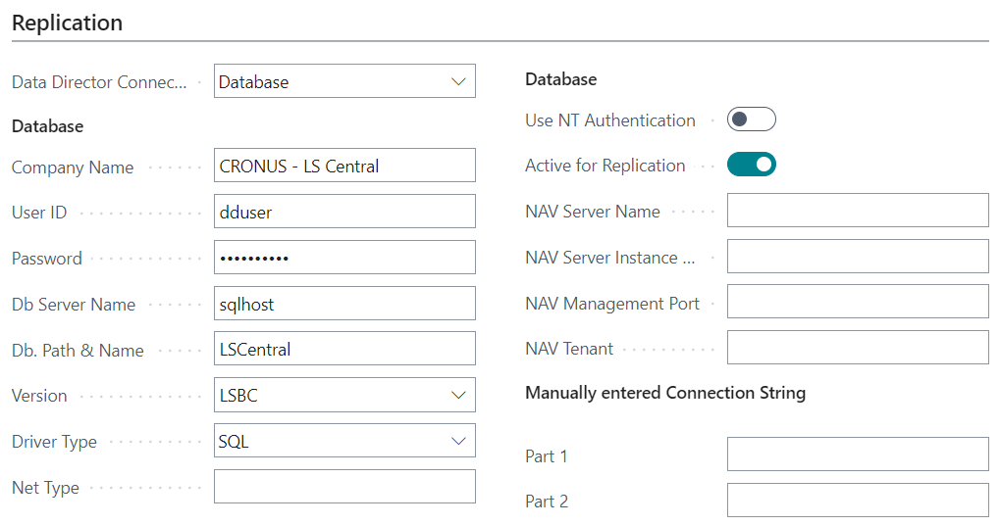 Replication
Data Director Connec... Database
Database
Company Name CRONUS - LS Central
User ID dduser
Password ••••••••••
Db Server Name sqlhost
Db. Path & Name LSCentral
Version LSBC
Driver Type SQL
Net Type
Database
Use NT Authentication
Active for Replication
NAV Server Name
NAV Server Instance ...
NAV Management Port
NAV Tenant
Manually entered Connection String
Part 1
Part 2